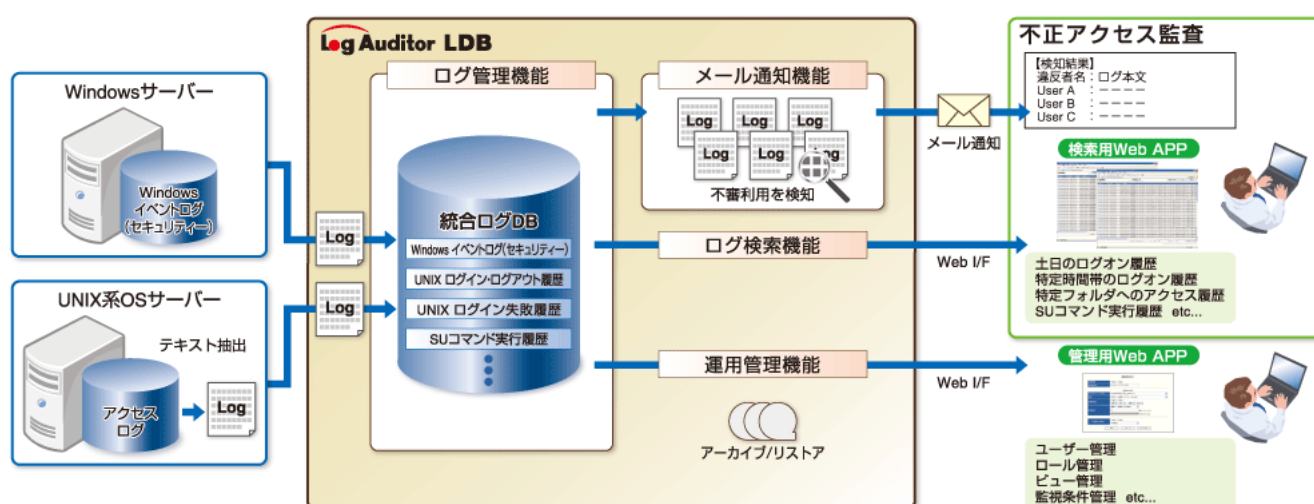 Log Auditor LDB
Windowsサーバー
Windows
イベントログ
(セキュリティー)
UNIX系OSサーバー
テキスト抽出
アクセス
ログ
Log
Log
Log
ログ管理機能
統合ログDB
Windows イベントログ(セキュリティー)
UNIX ログイン・ログアウト履歴
UNIX ログイン失敗履歴
SUコマンド実行履歴
メール通知機能
Log
Log
Log
Log
Log
Log
不審利用を検知
ログ検索機能
運用管理機能
アーカイブ/リストア
メール通知
Web I/F
Web I/F
不正アクセス監査
【検知結果】
違反者名：ログ本文
User A ：－－－－
User B ：－－－－
User C ：－－－－
検索用Web APP
土日のログオン履歴
特定時間帯のログオン履歴
特定フォルダへのアクセス履歴
SUコマンド実行履歴 etc...
管理用Web APP
ユーザー管理
ロール管理
ビュー管理
監視条件管理 etc...